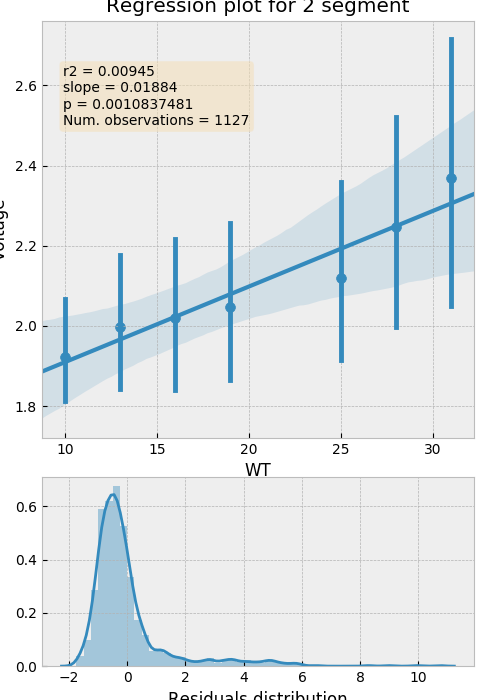 Regression plot for 2 segment
r2 = 0.00945
slope = 0.01884
p = 0.0010837481
Num. observations = 1127
Voltage
2.6
2.4
2.2
2.0
1.8
10 15 20 25 30
WT
0.6
0.4
0.2
0.0
−2 0 2 4 6 8 10
Residuals distribution